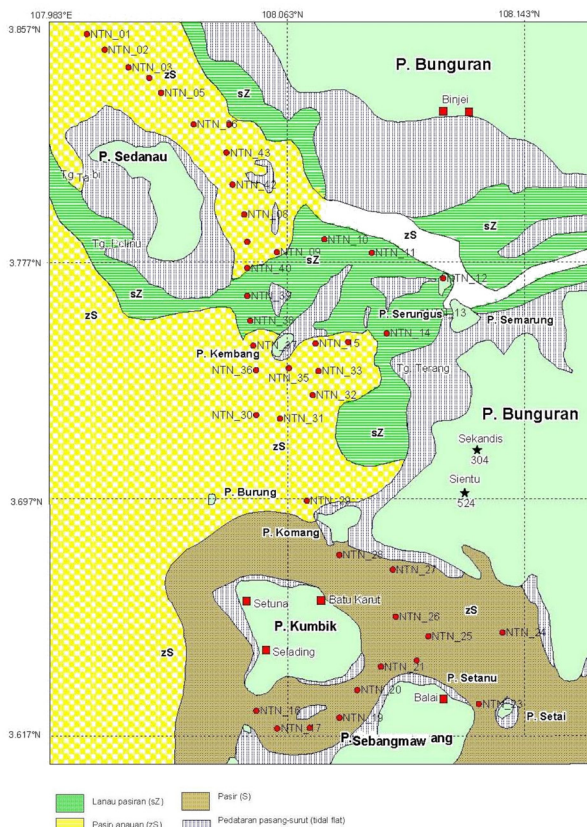 107.983°N
108.063°N
108.143°N
3.857°N
NTN_01
NTN_02
NTN_03
zS
NTN_05
P. Bunguran
Binjei
sZ
P. Sedanau
NTN_43
NTN_42
NTN_08
zS
sZ
NTN_10
NTN_09
NTN_11
sZ
3.777°N
NTN_40
zS
NTN_12
sZ
NTN_39
P. Serungus
13
P. Semarung
NTN_38
NTN_14
NTN_37
NTN_15
P. Kembang
NTN_36
NTN_35
NTN_33
Tg. Terang
NTN_32
NTN_30
NTN_31
P. Bunguran
zS
sZ
Sekandis
304
Sientu
524
3.697°N
P. Burung
NTN_29
P. Komang
NTN_28
NTN_27
Setuna
Batu Karut
NTN_26
zS
P. Kumbik
NTN_25
NTN_24
zS
Selading
NTN_21
P. Setanu
NTN_20
Balai
NTN_23
NTN_16
NTN_19
P. Setai
NTN_17
3.617°N
P. Sebangmawang
Lanau pasiran (sZ)
Pasir (S)
Pedataran pasang-surut (tidal flat)